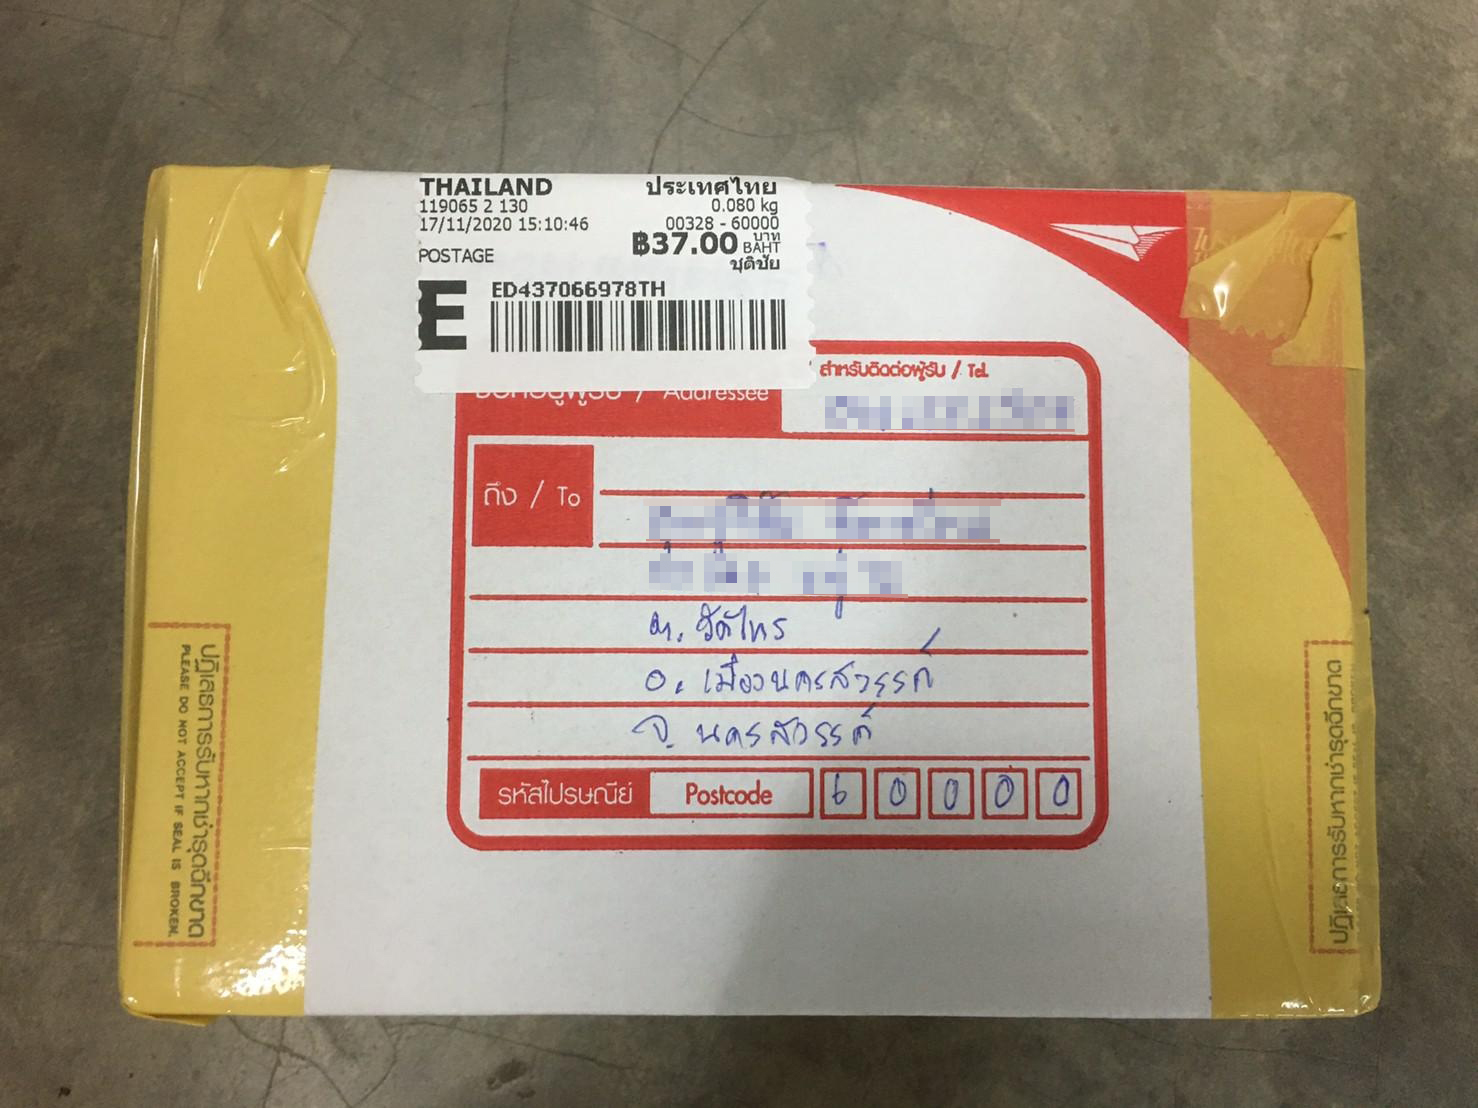 THAILAND ประเทศไทย
119065 2 130 0.080 kg
17/11/2020 15:10:46 00328 - 60000
POSTAGE ฿37.00 บาท BAHT
ชุติชัย
E ED437066978TH
สำหรับติดต่อผู้รับ / Tel.
/ Addressee
ถึง / To
ต. วัดไทร
อ. เมืองนครสวรรค์
จ. นครสวรรค์
รหัสไปรษณีย์ Postcode 6 0 0 0 0
ปฏิเสธการรับหากชำรุดฉีกขาด
PLEASE DO NOT ACCEPT IF SEAL IS BROKEN.
ปฏิเสธการรับหากชำรุดฉีกขาด